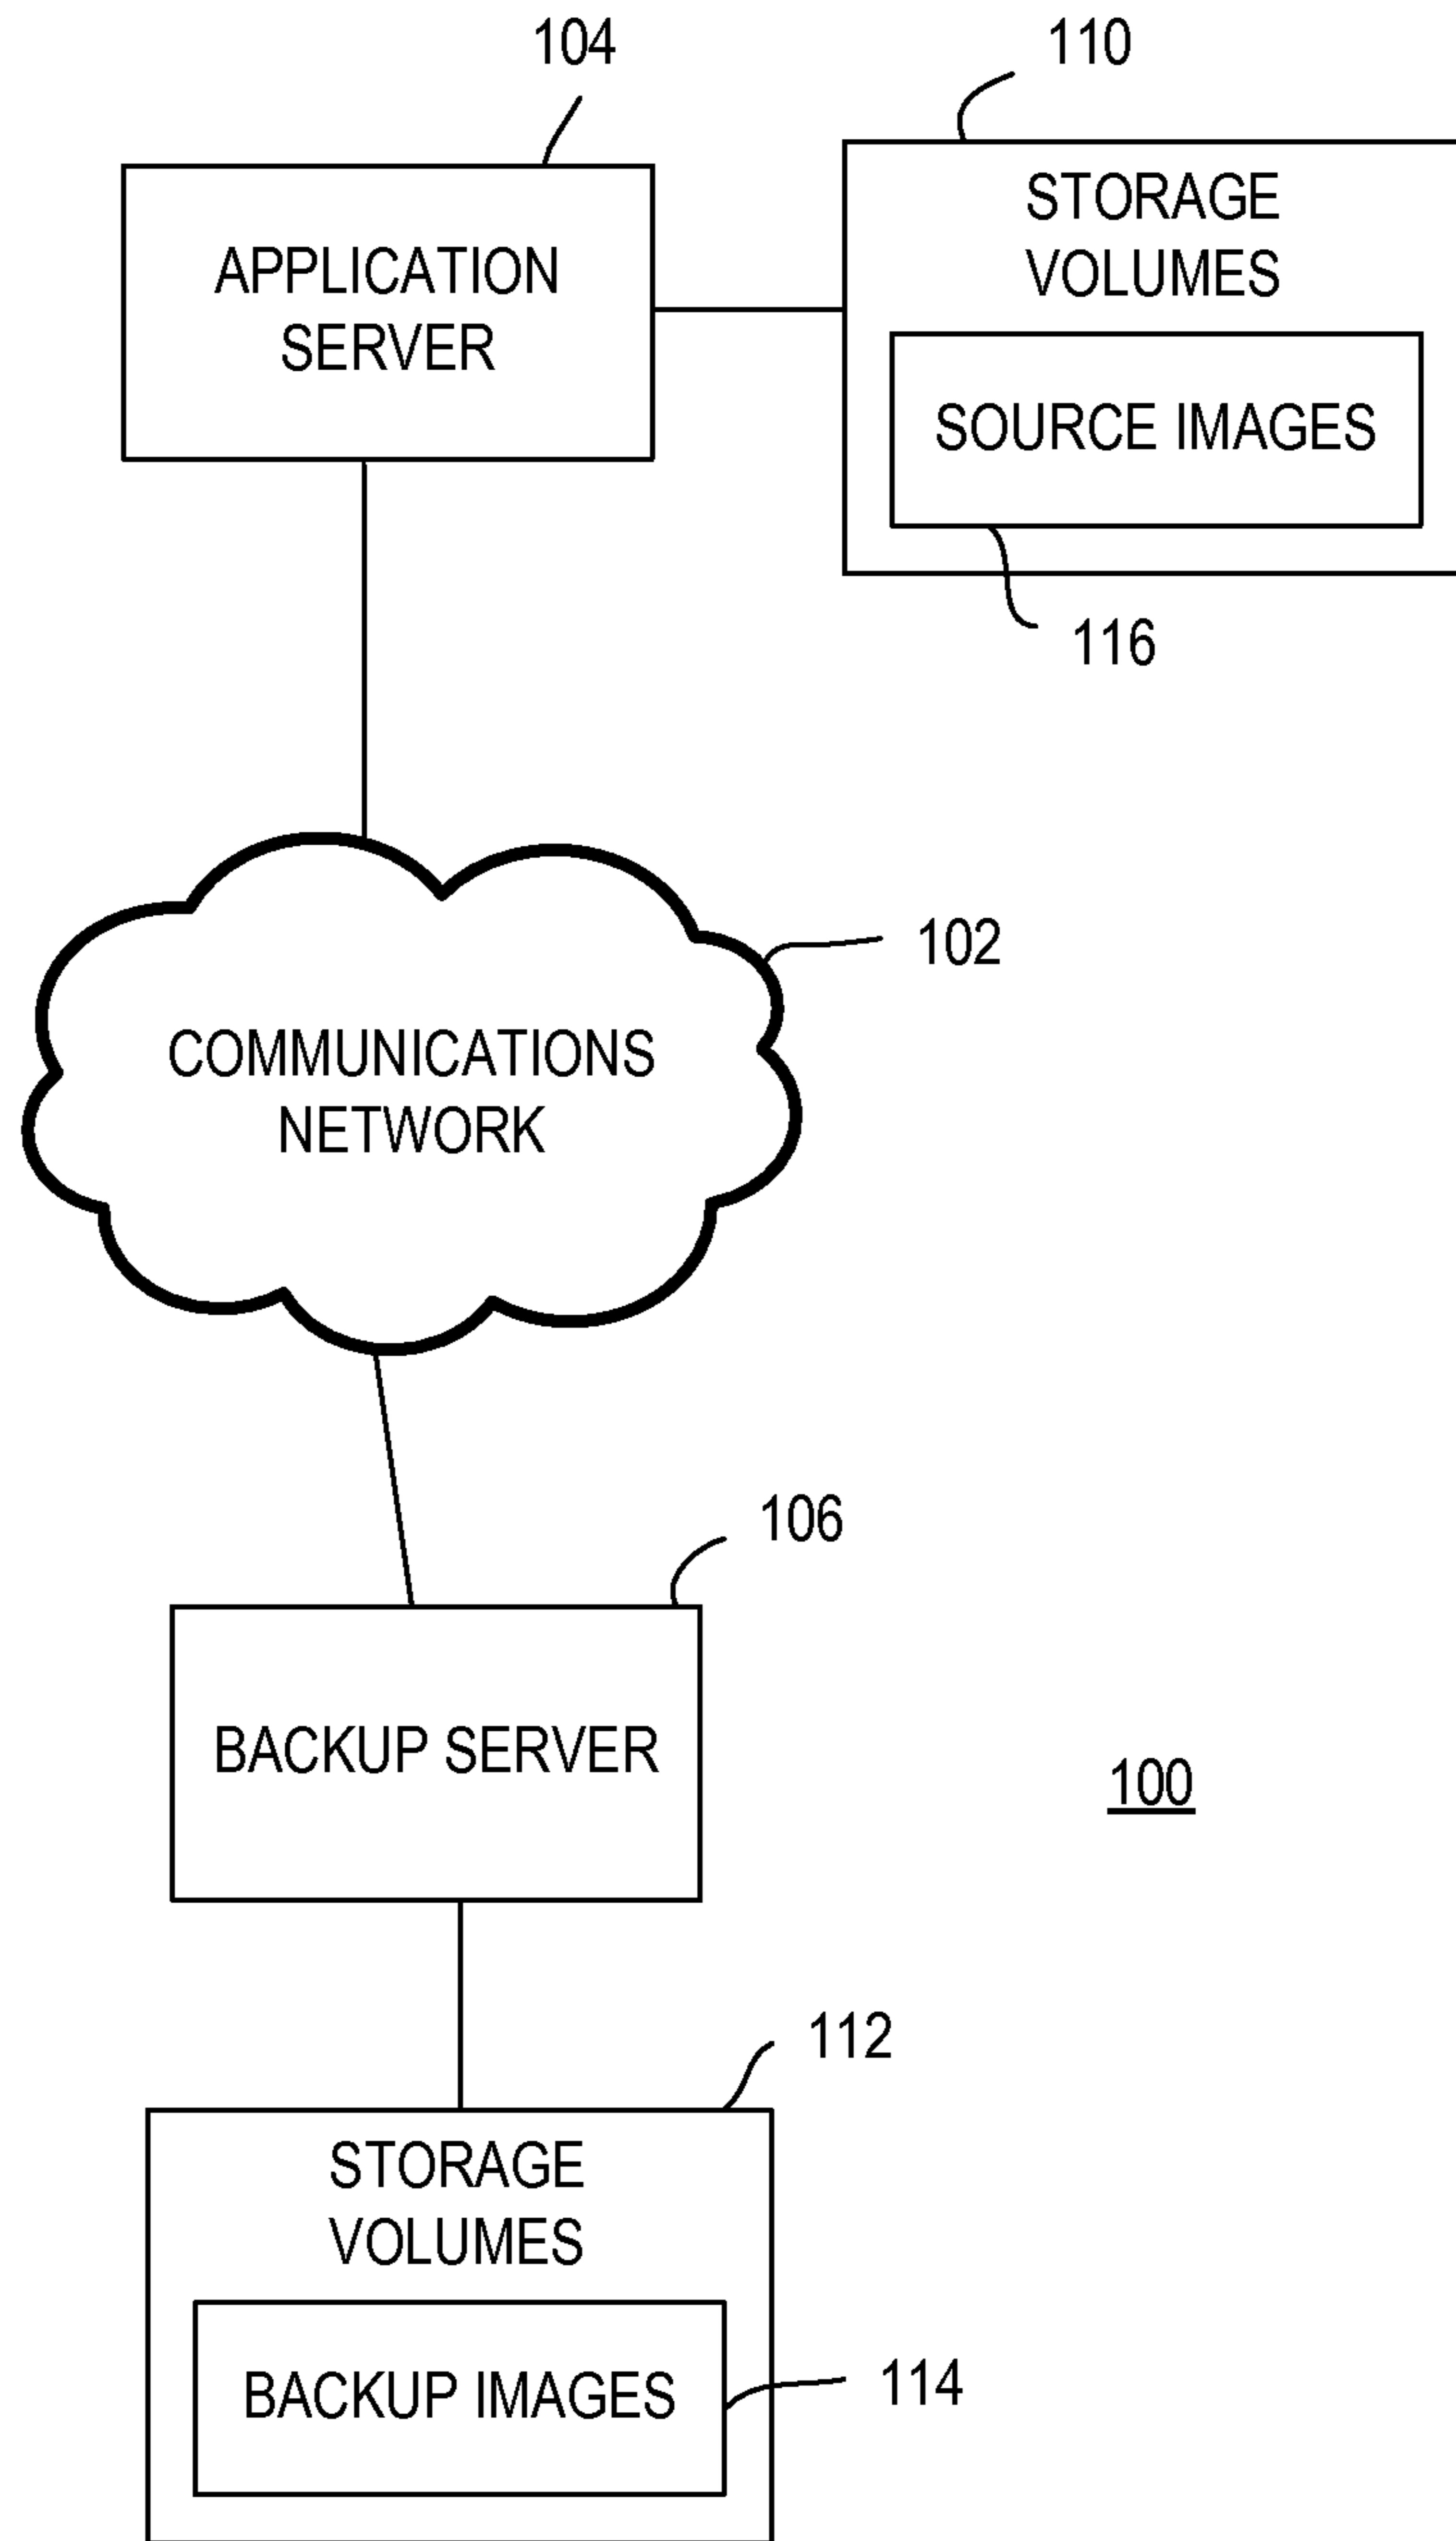 104
110
APPLICATION
SERVER
STORAGE
VOLUMES
SOURCE IMAGES
116
102
COMMUNICATIONS
NETWORK
106
BACKUP SERVER
100
112
STORAGE
VOLUMES
BACKUP IMAGES
114